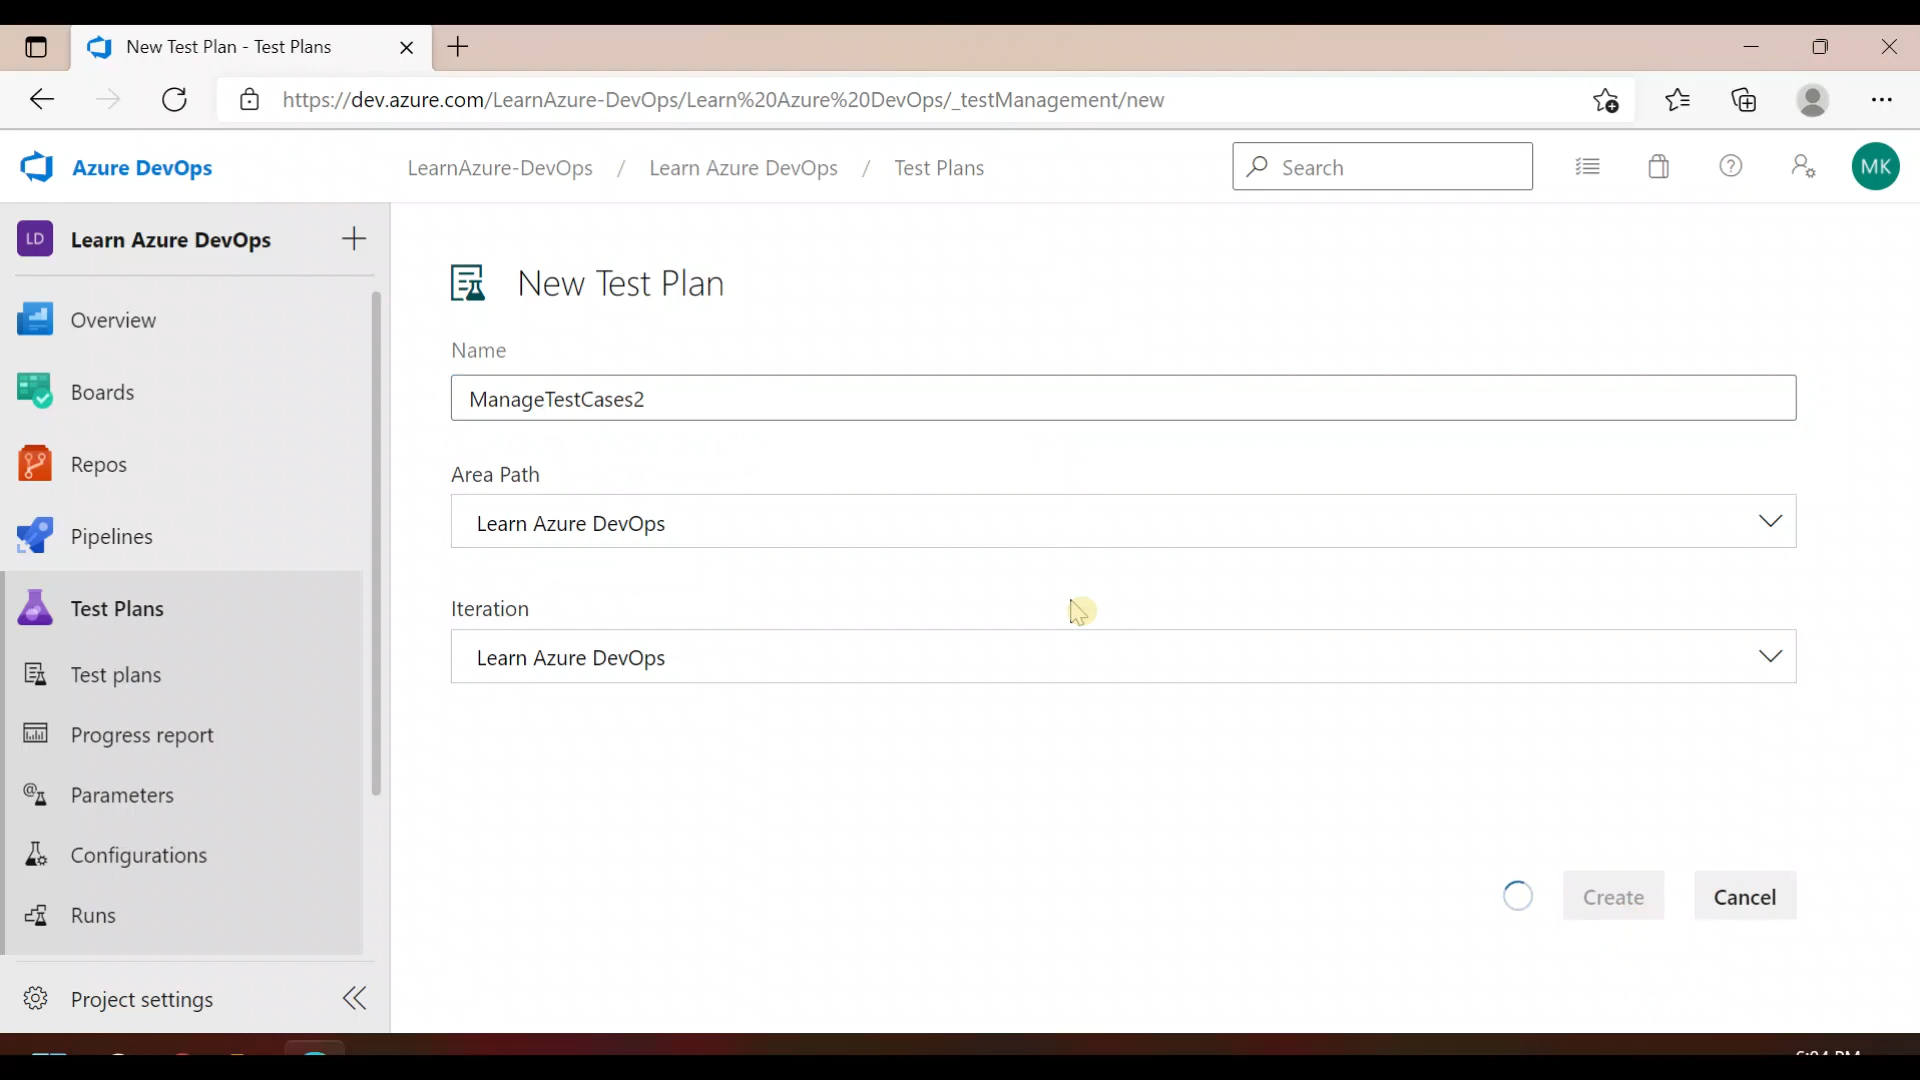 New Test Plan - Test Plans
https://dev.azure.com/LearnAzure-DevOps/Learn%20Azure%20DevOps/_testManagement/new
Azure DevOps
LearnAzure-DevOps / Learn Azure DevOps / Test Plans
Search
MK
LD Learn Azure DevOps
Overview
Boards
Repos
Pipelines
Test Plans
Test plans
Progress report
Parameters
Configurations
Runs
Project settings
New Test Plan
Name
ManageTestCases2
Area Path
Learn Azure DevOps
Iteration
Learn Azure DevOps
Create
Cancel